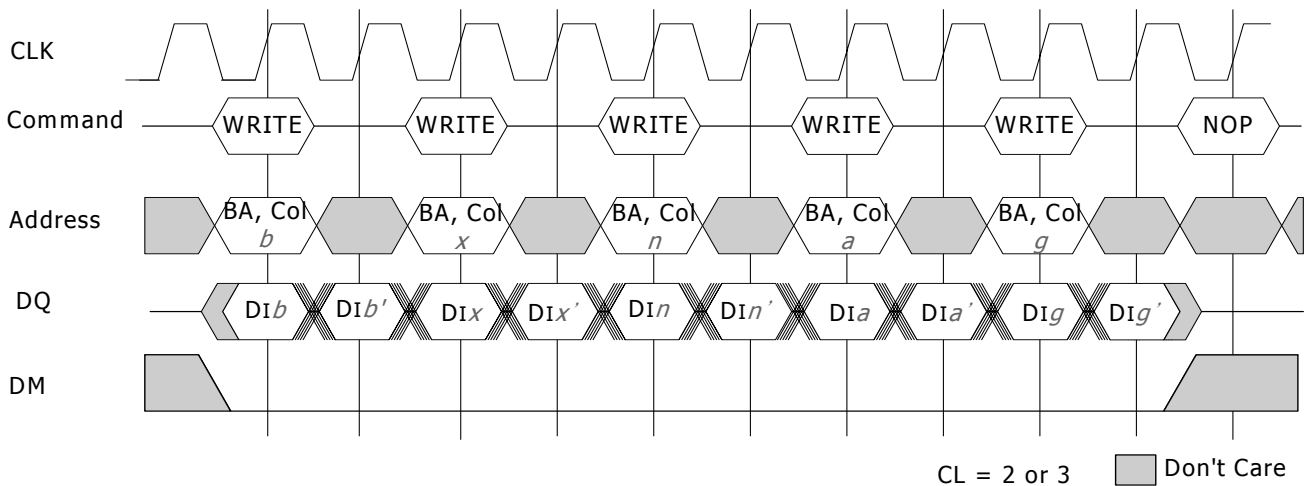 CLK
Command WRITE WRITE WRITE WRITE WRITE NOP
Address BA, Col BA, Col BA, Col BA, Col BA, Col
b x n a g
DQ DIb DIb' DIx DIx’ DIn DIn’ DIa DIa’ DIg DIg’
DM
CL = 2 or 3 Don't Care